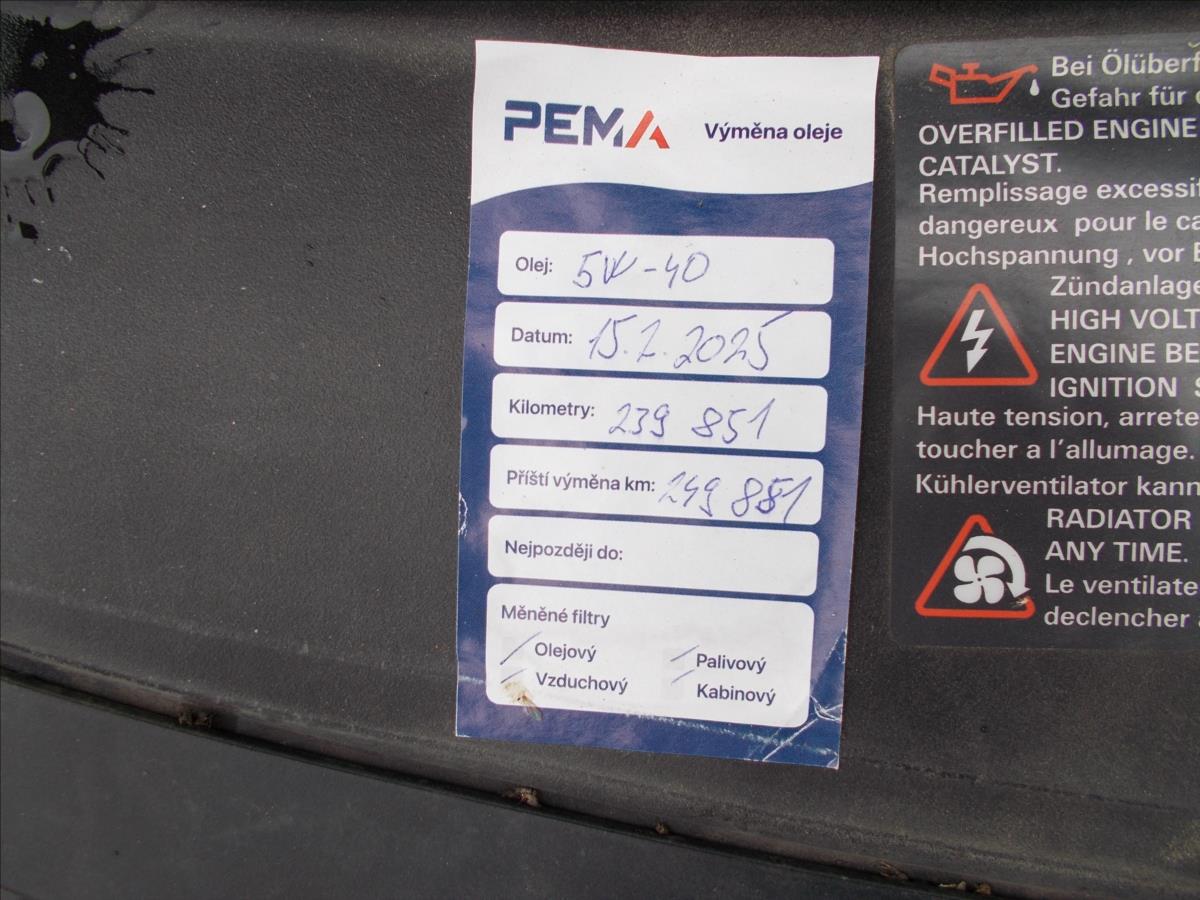 PEMA
Výměna oleje
Olej: 5W-40
Datum: 15.2.2025
Kilometry: 239 851
Příští výměna km: 249 851
Nejpozději do:
Měněné filtry
Olejový
Palivový
Vzduchový
Kabinový
Bei Ölüberf
Gefahr für
OVERFILLED ENGINE
CATALYST.
Remplissage excessif
dangereux pour le ca
Hochspannung , vor
Zündanlage
HIGH VOLT
ENGINE BE
IGNITION
Haute tension, arrete
toucher a l'allumage.
Kühlerventilator kann
RADIATOR
ANY TIME.
Le ventilate
declencher